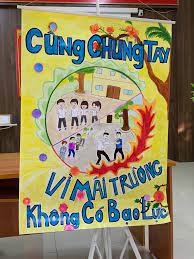 CÙNG CHUNG TAY
VÌ MÁI TRƯỜNG
Không Có Bạo Lực